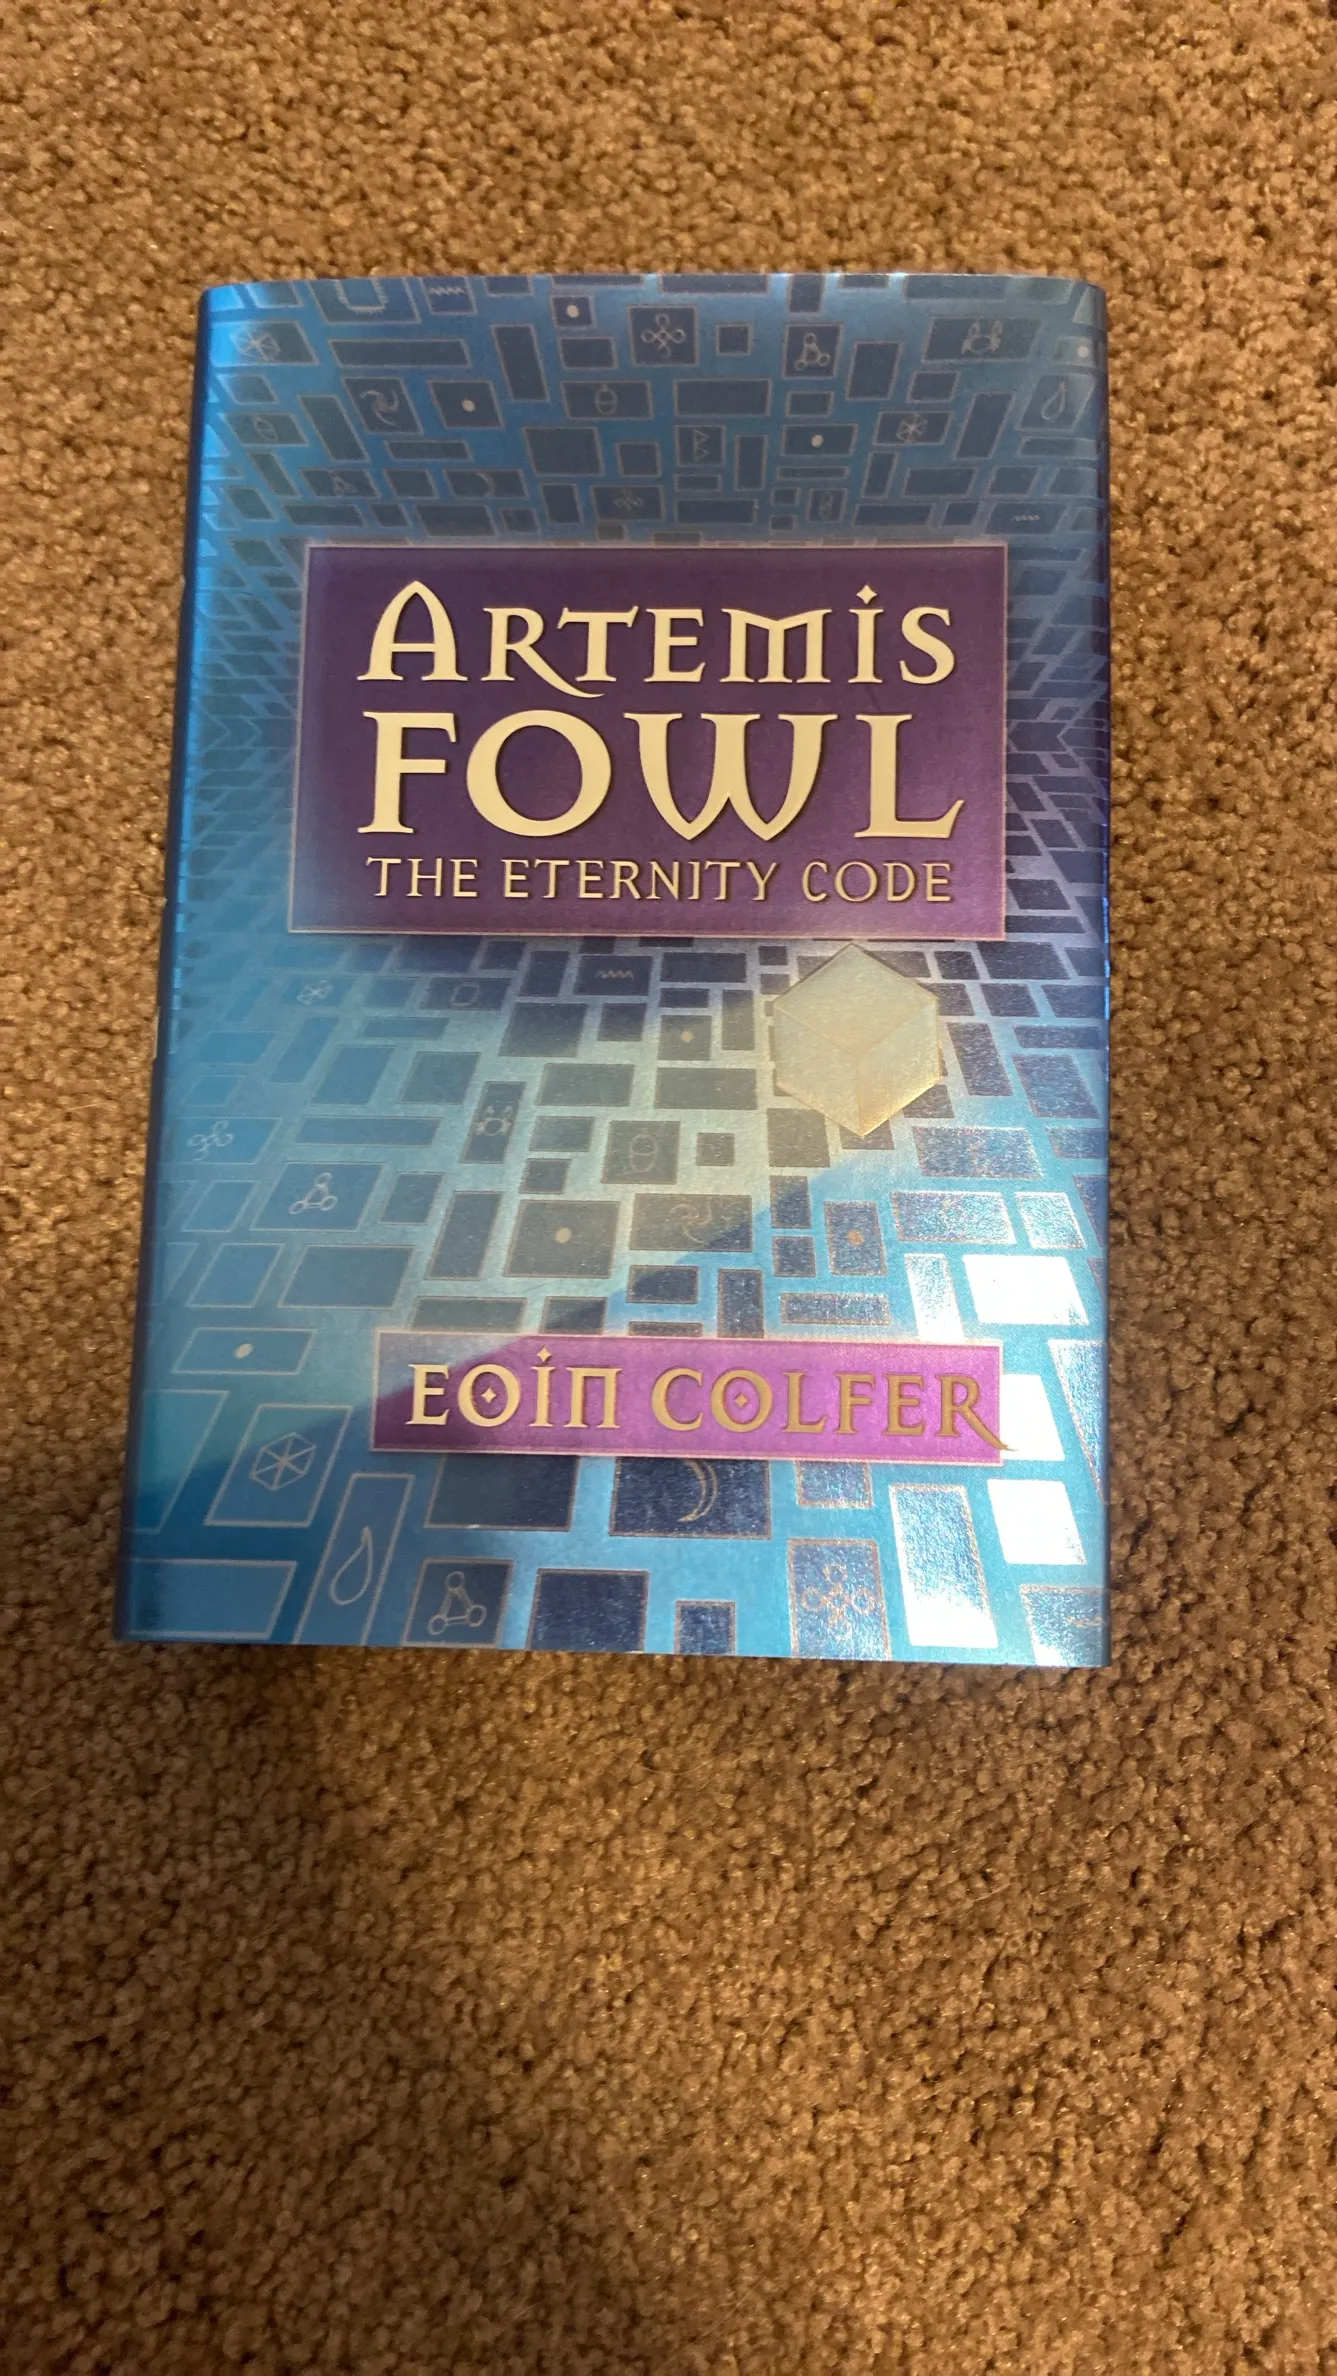 ARTEMIS
FOWL
THE ETERNITY CODE
EOIN COLFER